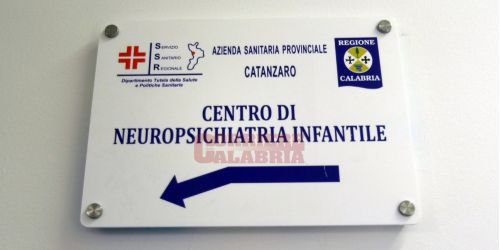 S SERVIZIO
S SANITARIO
R REGIONALE
Dipartimento Tutela della Salute
e Politiche Sanitarie
AZIENDA SANITARIA PROVINCIALE
CATANZARO
REGIONE
CALABRIA
CENTRO DI
NEUROPSICHIATRIA INFANTILE
CORRIERE
CALABRIA